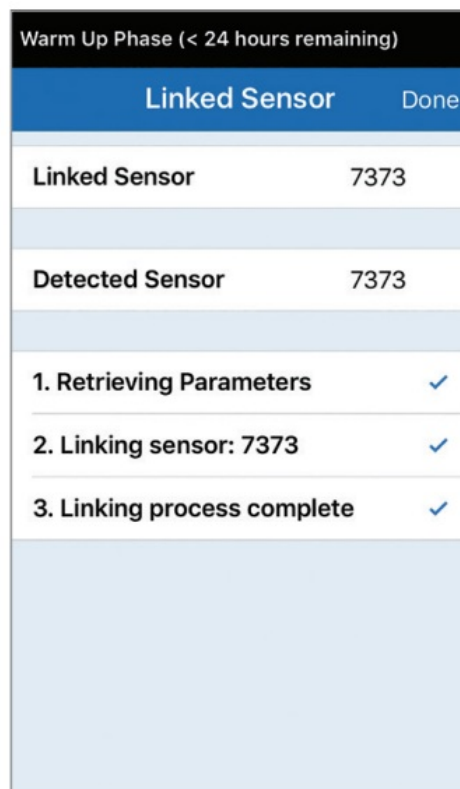 Warm Up Phase (< 24 hours remaining)
Linked Sensor Done
Linked Sensor 7373
Detected Sensor 7373
1. Retrieving Parameters
2. Linking sensor: 7373
3. Linking process complete